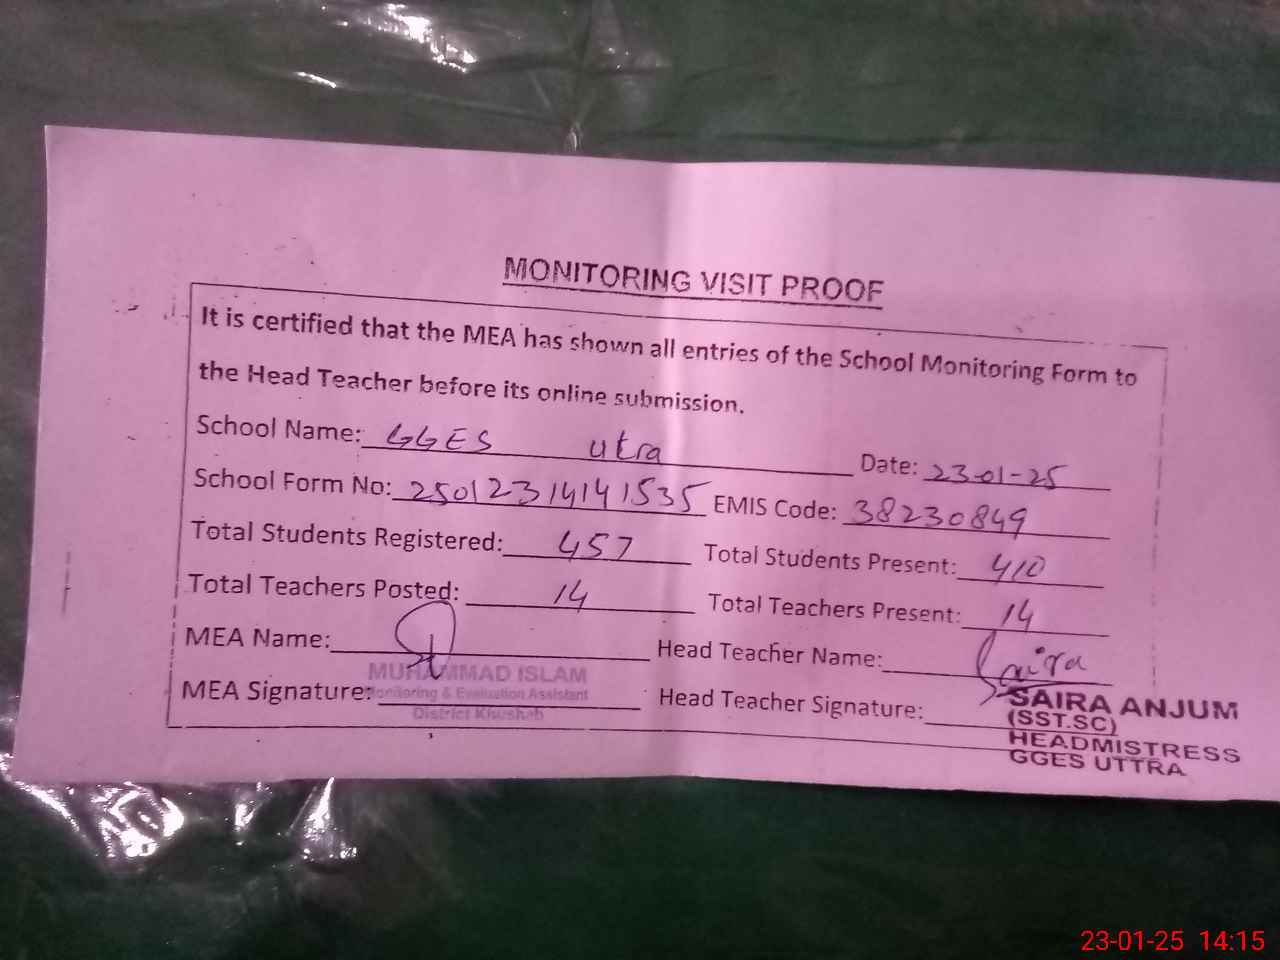 MONITORING VISIT PROOF
It is certified that the MEA has shown all entries of the School Monitoring Form to
the Head Teacher before its online submission.
School Name: GGES Utra Date: 23-01-25
School Form No: 25012314141535 EMIS Code: 38230849
Total Students Registered: 457 Total Students Present: 410
Total Teachers Posted: 14 Total Teachers Present: 14
MEA Name: Head Teacher Name: Saira
MUHAMMAD ISLAM
MEA Signature: Monitoring & Evaluation Assistant Head Teacher Signature: SAIRA ANJUM
District Khushab (SST.SC)
HEADMISTRESS
GGES UTTRA
23-01-25 14:15